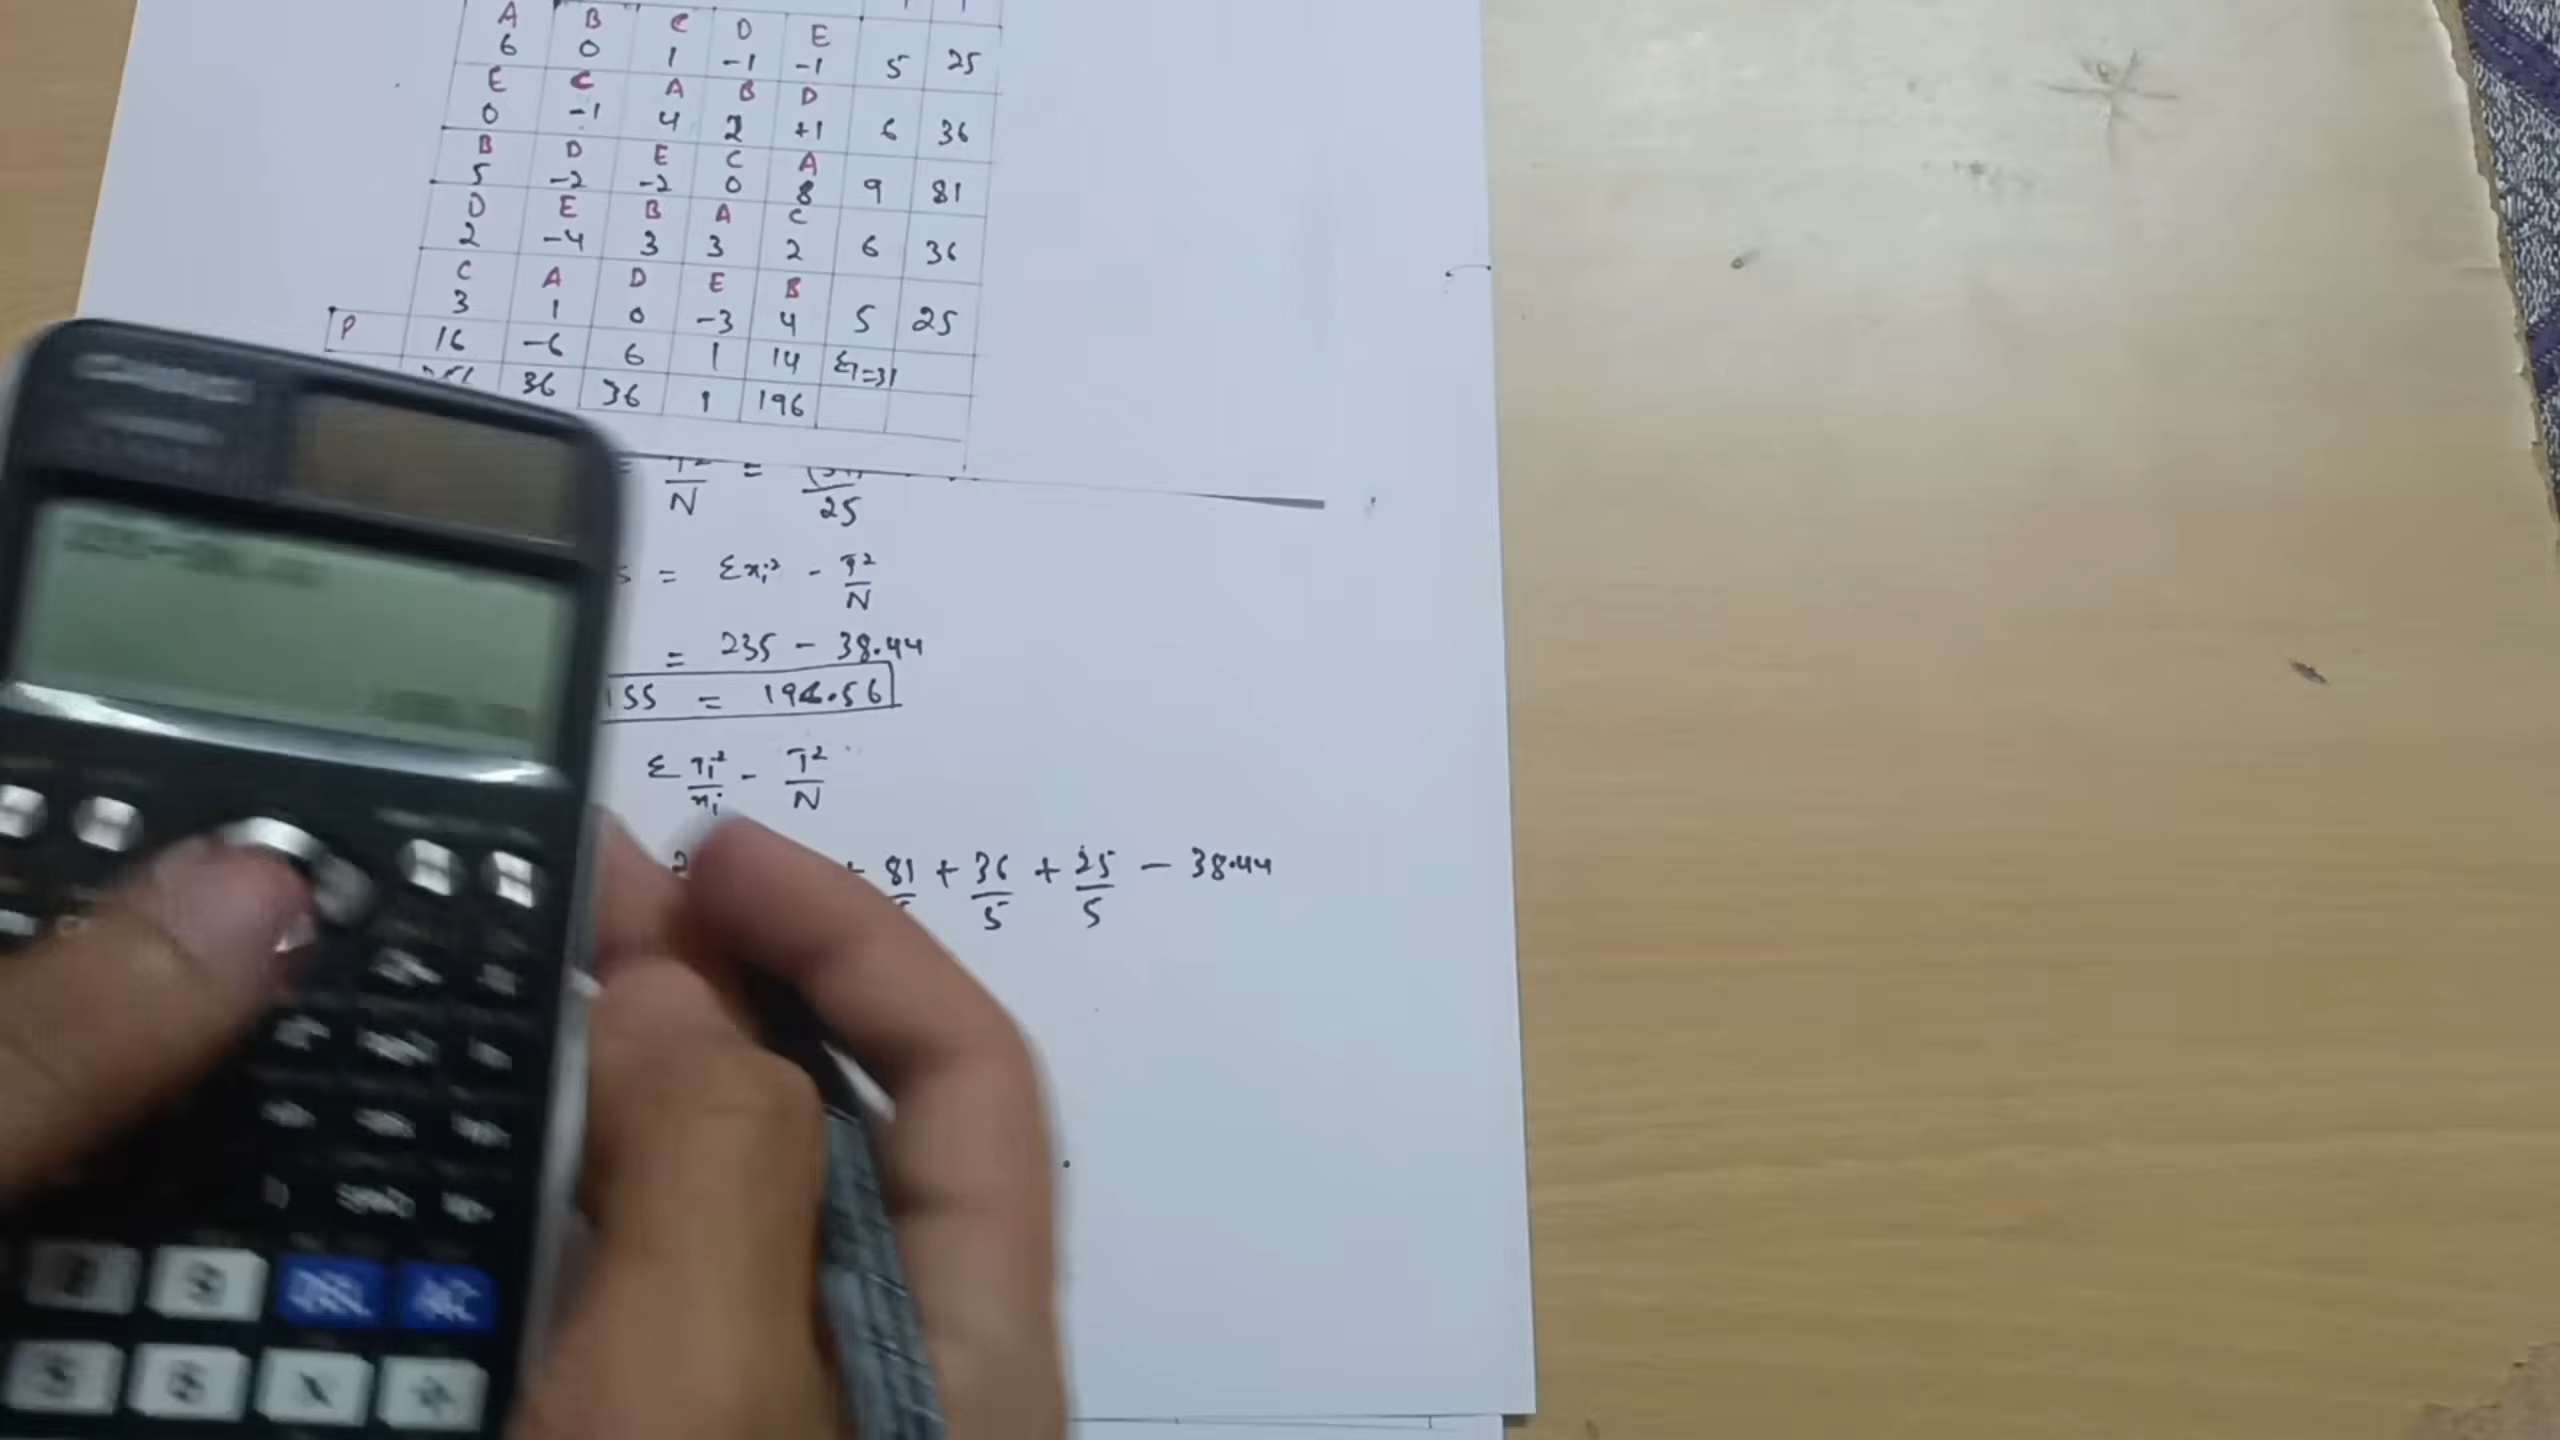 A B C D E
6 0 1 -1 -1 5 25
E C A B D
0 -1 4 2 +1 6 36
B D E C A
5 -2 -2 0 8 9 81
D E B A C
2 -4 3 3 2 6 36
C A D E B
3 1 0 -3 4 5 25
P 16 -6 6 1 14 ΣT=31
36 36 1 196
= T²/N = /25
= Σxi² - T²/N
= 235 - 38.44
= 196.56
Σ Ti²/ni - T²/N
+ 81/5 + 36/5 + 25/5 - 38.44